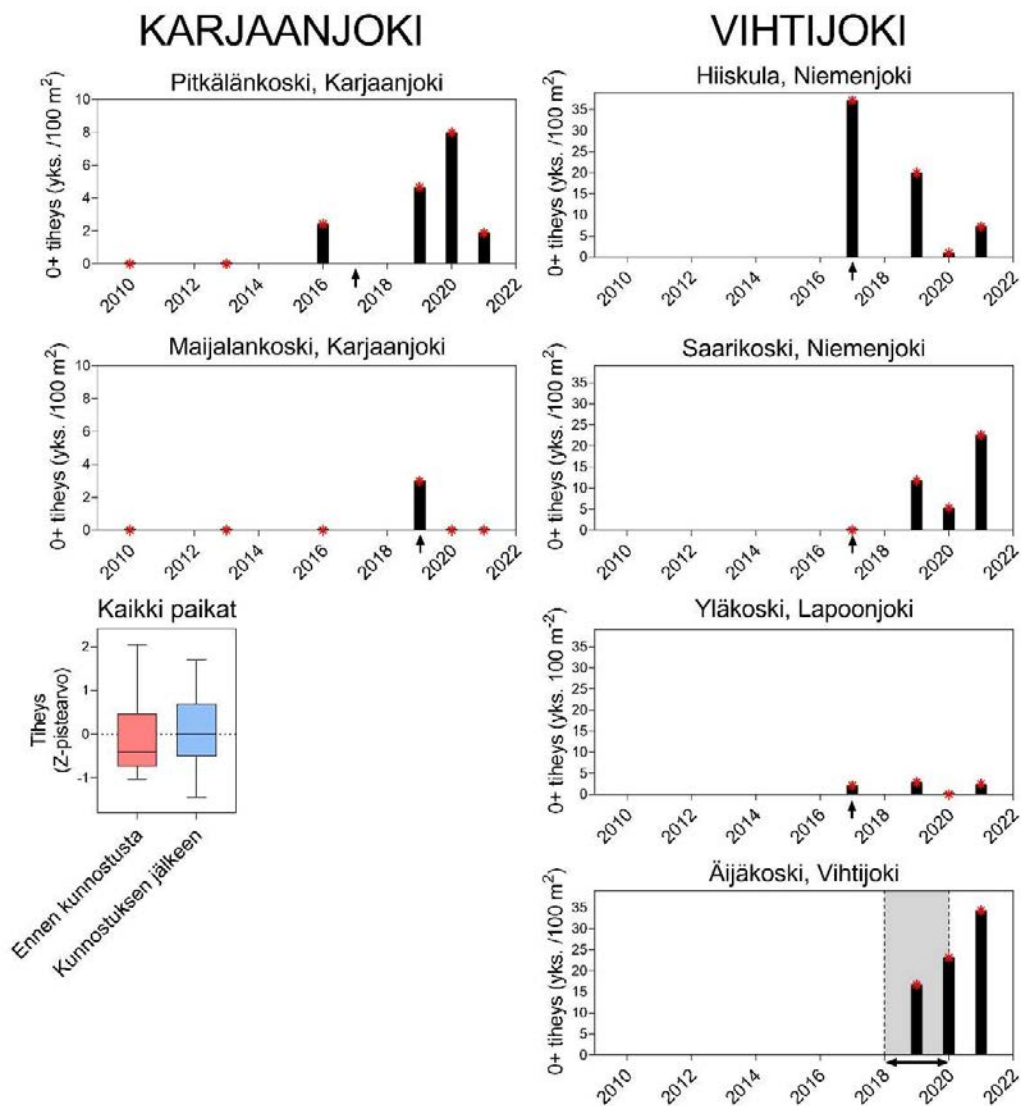 KARJAANJOKI
Pitkälänkoski, Karjaanjoki
0+ tiheys (yks. /100 m²)
10
8
6
4
2
0
2010 2012 2014 2016 2018 2020 2022
Maijalankoski, Karjaanjoki
0+ tiheys (yks. /100 m²)
10
8
6
4
2
0
2010 2012 2014 2016 2018 2020 2022
Kaikki paikat
Tiheys
(Z-pistearvo)
2
1
0
-1
Ennen kunnostusta
Kunnostuksen jälkeen
VIHTIJOKI
Hiiskula, Niemenjoki
0+ tiheys (yks. /100 m²)
35
30
25
20
15
10
5
0
2010 2012 2014 2016 2018 2020 2022
Saarikoski, Niemenjoki
0+ tiheys (yks. /100 m²)
35
30
25
20
15
10
5
0
2010 2012 2014 2016 2018 2020 2022
Yläkoski, Lapoonjoki
0+ tiheys (yks. 100 m⁻²)
35
30
25
20
15
10
5
0
2010 2012 2014 2016 2018 2020 2022
Äijäkoski, Vihtijoki
0+ tiheys (yks. /100 m²)
35
30
25
20
15
10
5
0
2010 2012 2014 2016 2018 2020 2022